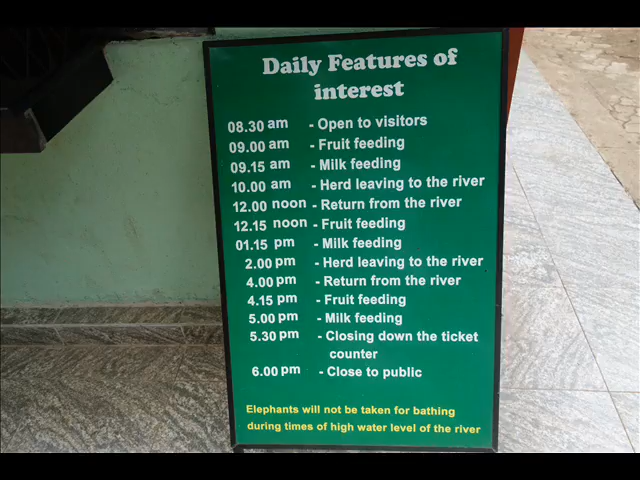 Daily Features of
interest
08.30 am - Open to visitors
09.00 am - Fruit feeding
09.15 am - Milk feeding
10.00 am - Herd leaving to the river
12.00 noon - Return from the river
12.15 noon - Fruit feeding
01.15 pm - Milk feeding
2.00 pm - Herd leaving to the river
4.00 pm - Return from the river
4.15 pm - Fruit feeding
5.00 pm - Milk feeding
5.30 pm - Closing down the ticket
counter
6.00 pm - Close to public
Elephants will not be taken for bathing
during times of high water level of the river